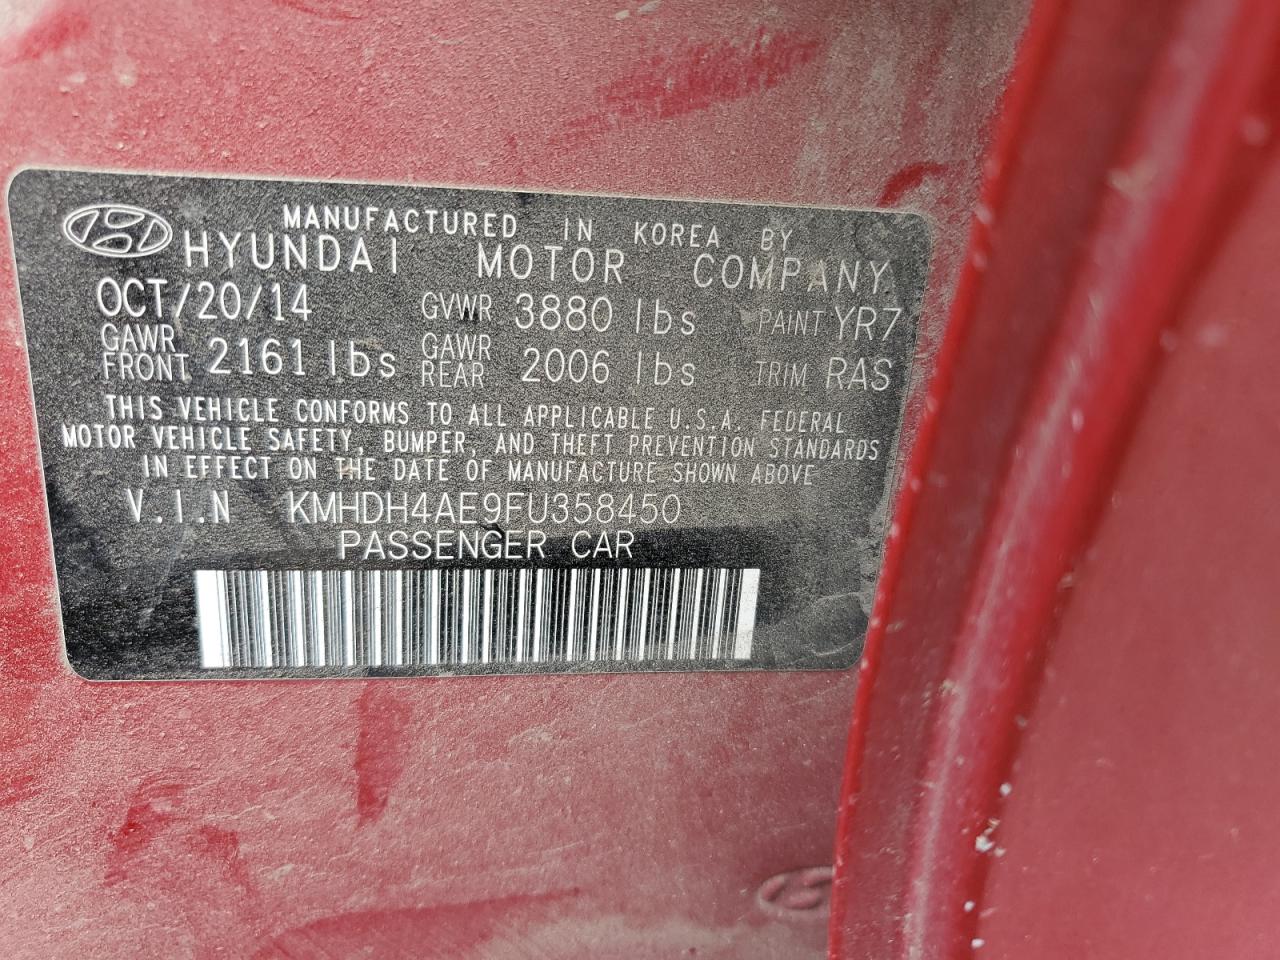 MANUFACTURED IN KOREA BY
HYUNDAI MOTOR COMPANY.
OCT/20/14 GVWR 3880 lbs PAINT YR7
GAWR FRONT 2161 lbs GAWR REAR 2006 lbs TRIM RAS
THIS VEHICLE CONFORMS TO ALL APPLICABLE U.S.A. FEDERAL
MOTOR VEHICLE SAFETY, BUMPER, AND THEFT PREVENTION STANDARDS
IN EFFECT ON THE DATE OF MANUFACTURE SHOWN ABOVE
V.I.N KMHDH4AE9FU358450
PASSENGER CAR